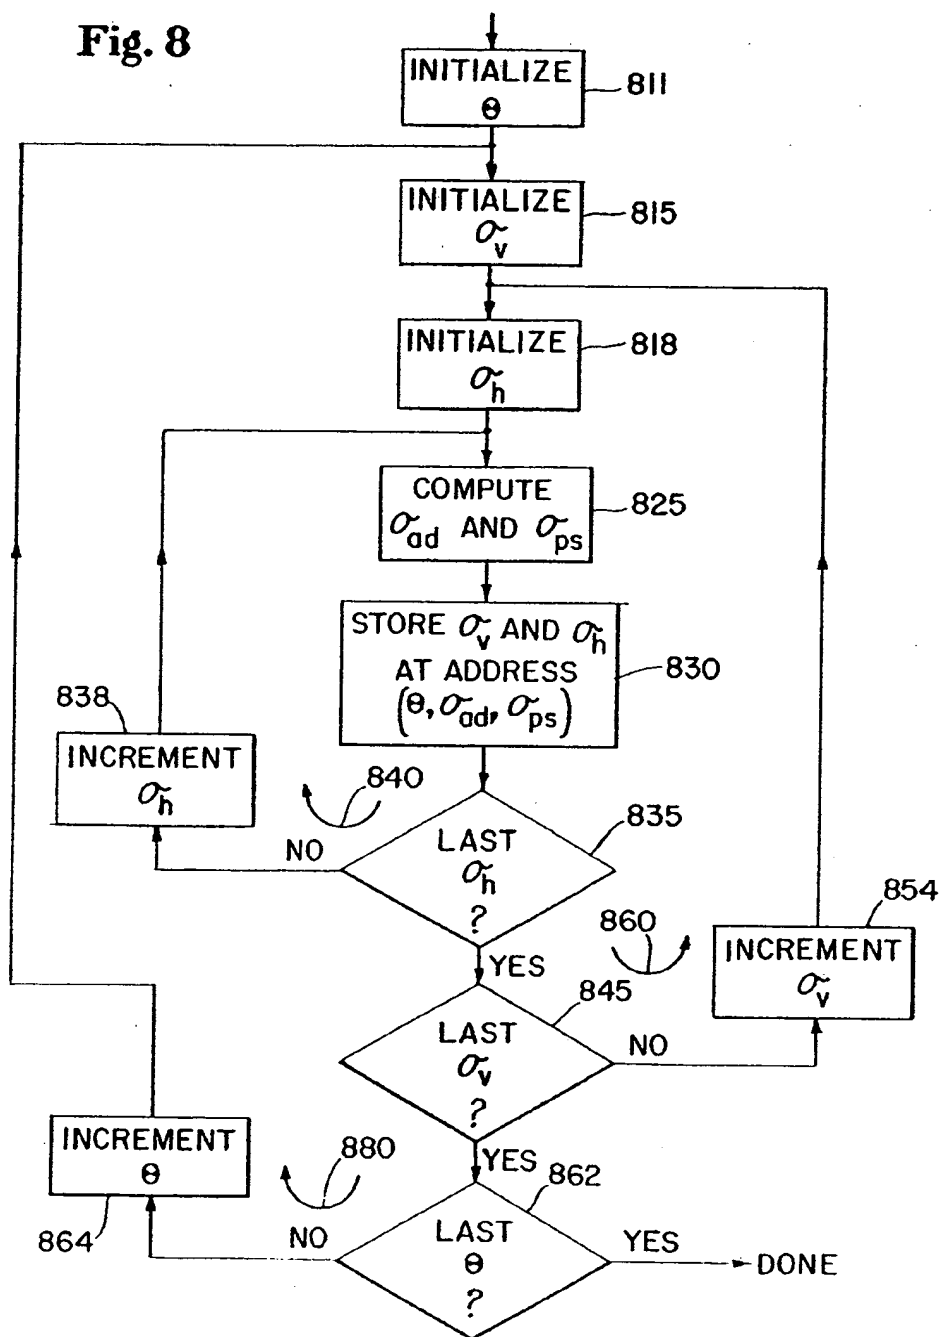 Fig. 8
INITIALIZE
Θ
811
INITIALIZE
σv
815
INITIALIZE
σh
818
COMPUTE
σad AND σps
825
STORE σv AND σh
AT ADDRESS
(Θ, σad, σps)
830
838
INCREMENT
σh
840
835
LAST
σh
?
NO
YES
860
854
INCREMENT
σv
845
LAST
σv
?
NO
YES
INCREMENT
Θ
864
880
862
LAST
Θ
?
NO
YES
DONE